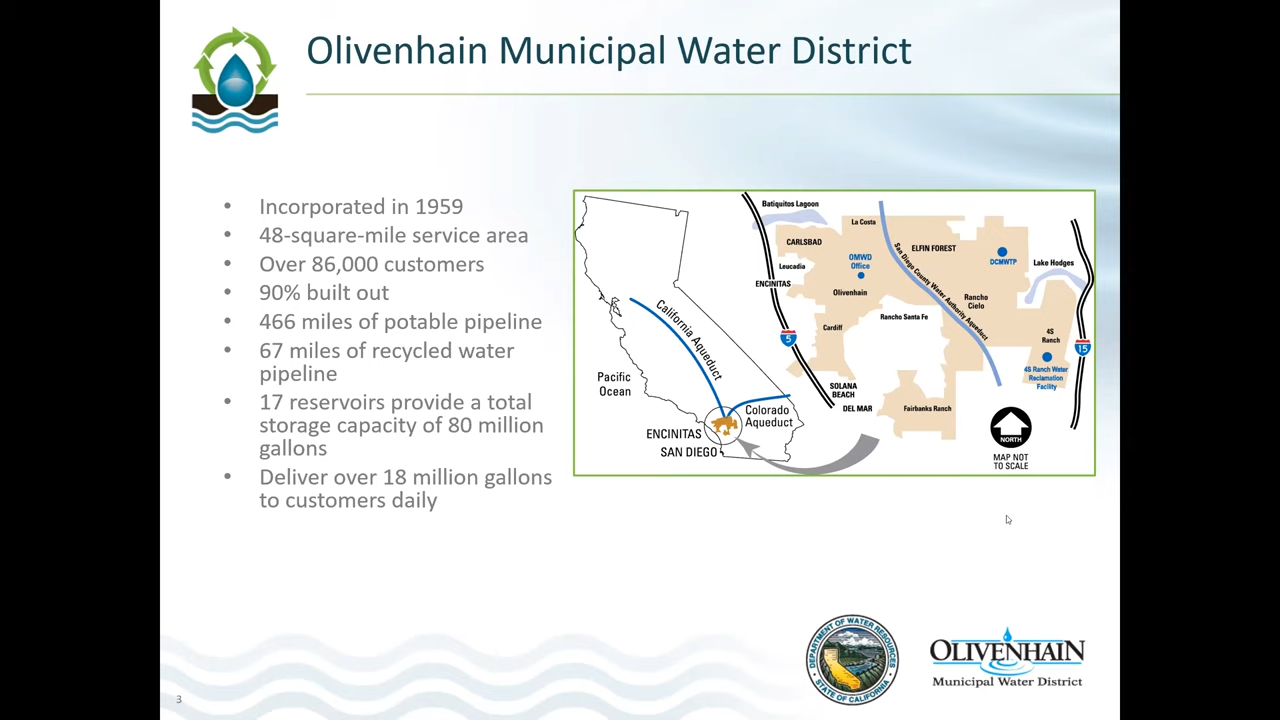 Olivenhain Municipal Water District
• Incorporated in 1959
• 48-square-mile service area
• Over 86,000 customers
• 90% built out
• 466 miles of potable pipeline
• 67 miles of recycled water
pipeline
• 17 reservoirs provide a total
storage capacity of 80 million
gallons
• Deliver over 18 million gallons
to customers daily
California Aqueduct
Pacific
Ocean
Colorado
Aqueduct
ENCINITAS
SAN DIEGO
Batiquitos Lagoon
La Costa
CARLSBAD
ELFIN FOREST
San Diego County Water Authority Aqueduct
OMWD
Office
DCMWTP
Lake Hodges
Leucadia
ENCINITAS
Olivenhain
Rancho
Cielo
Rancho Santa Fe
Cardiff
5
4S
Ranch
15
4S Ranch Water
Reclamation
Facility
SOLANA
BEACH
DEL MAR
Fairbanks Ranch
NORTH
MAP NOT
TO SCALE
DEPARTMENT OF WATER RESOURCES
STATE OF CALIFORNIA
OLIVENHAIN
Municipal Water District
3